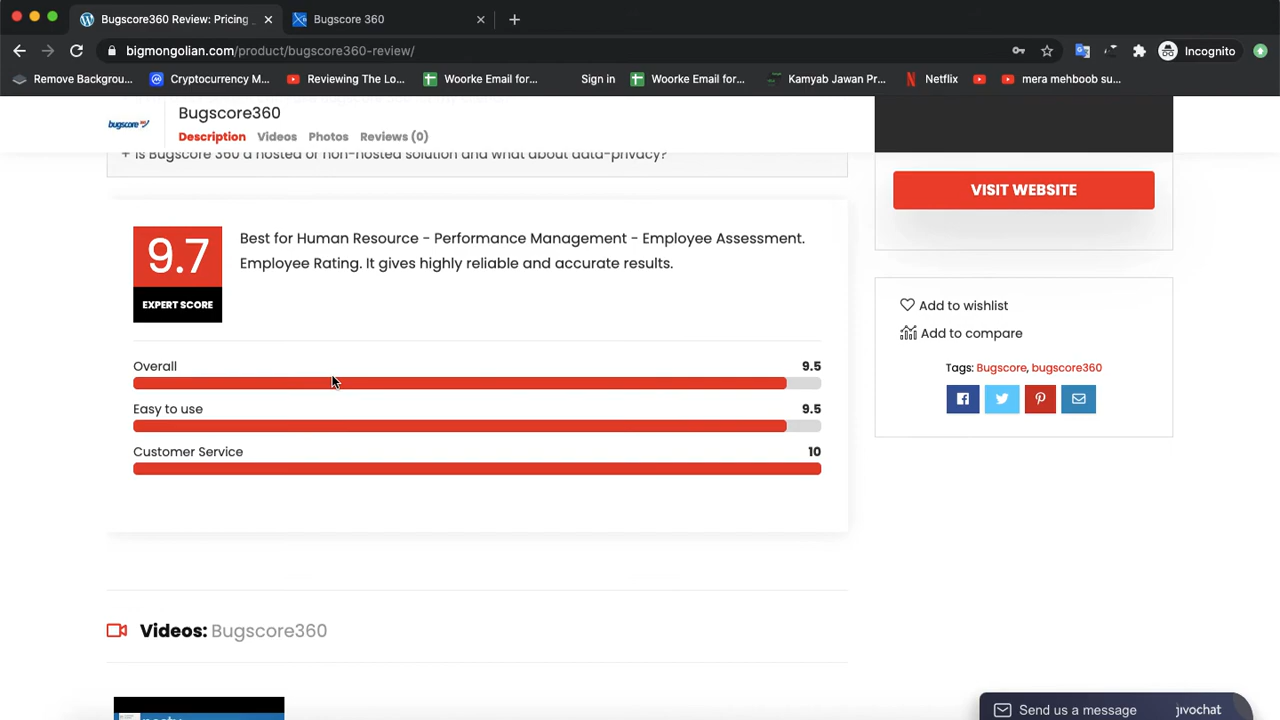 Bugscore360 Review: Pricing
Bugscore 360
bigmongolian.com/product/bugscore360-review/
Incognito
Remove Backgrou...
Cryptocurrency M...
Reviewing The Lo...
Woorke Email for...
Sign in
Woorke Email for...
Kamyab Jawan Pr...
Netflix
mera mehboob su...
bugscore
Bugscore360
Description
Videos
Photos
Reviews (0)
+ Is Bugscore 360 a hosted or non-hosted solution and what about data-privacy?
VISIT WEBSITE
9.7
EXPERT SCORE
Best for Human Resource - Performance Management - Employee Assessment.
Employee Rating. It gives highly reliable and accurate results.
Overall 9.5
Easy to use 9.5
Customer Service 10
Add to wishlist
Add to compare
Tags: Bugscore, bugscore360
Videos: Bugscore360
Send us a message
jivochat